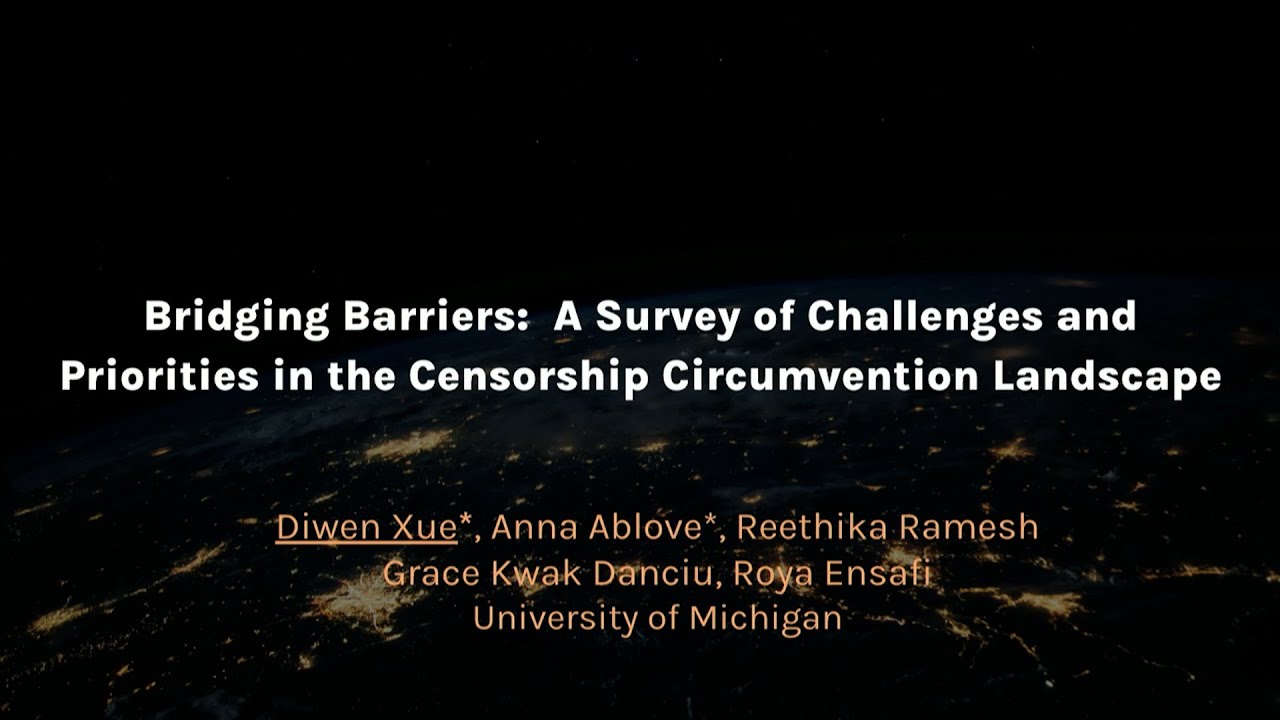 Bridging Barriers: A Survey of Challenges and
Priorities in the Censorship Circumvention Landscape
Diwen Xue*, Anna Ablove*, Reethika Ramesh
Grace Kwak Danciu, Roya Ensafi
University of Michigan